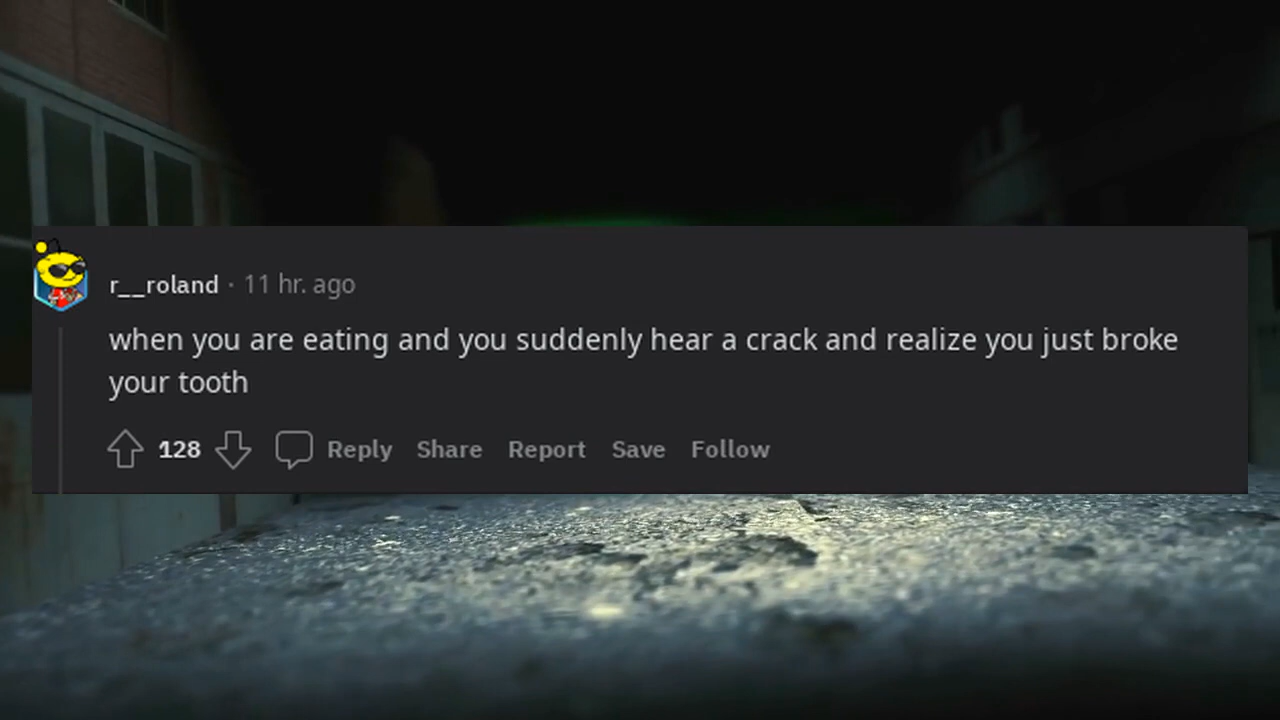 r__roland · 11 hr. ago
when you are eating and you suddenly hear a crack and realize you just broke
your tooth
128 Reply Share Report Save Follow